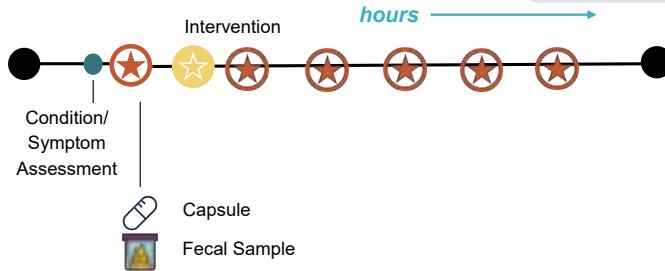 Intervention
hours
Condition/
Symptom
Assessment
Capsule
Fecal Sample